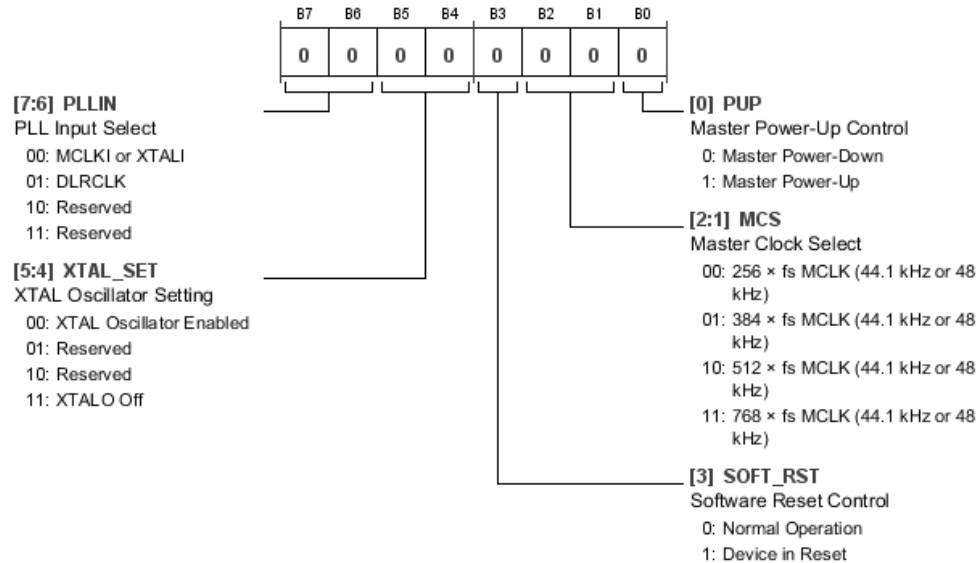 B7 B6 B5 B4 B3 B2 B1 B0
0 0 0 0 0 0 0 0
[7:6] PLLIN
PLL Input Select
00: MCLKI or XTALI
01: DLRCLK
10: Reserved
11: Reserved
[5:4] XTAL_SET
XTAL Oscillator Setting
00: XTAL Oscillator Enabled
01: Reserved
10: Reserved
11: XTALO Off
[0] PUP
Master Power-Up Control
0: Master Power-Down
1: Master Power-Up
[2:1] MCS
Master Clock Select
00: 256 × fs MCLK (44.1 kHz or 48
kHz)
01: 384 × fs MCLK (44.1 kHz or 48
kHz)
10: 512 × fs MCLK (44.1 kHz or 48
kHz)
11: 768 × fs MCLK (44.1 kHz or 48
kHz)
[3] SOFT_RST
Software Reset Control
0: Normal Operation
1: Device in Reset